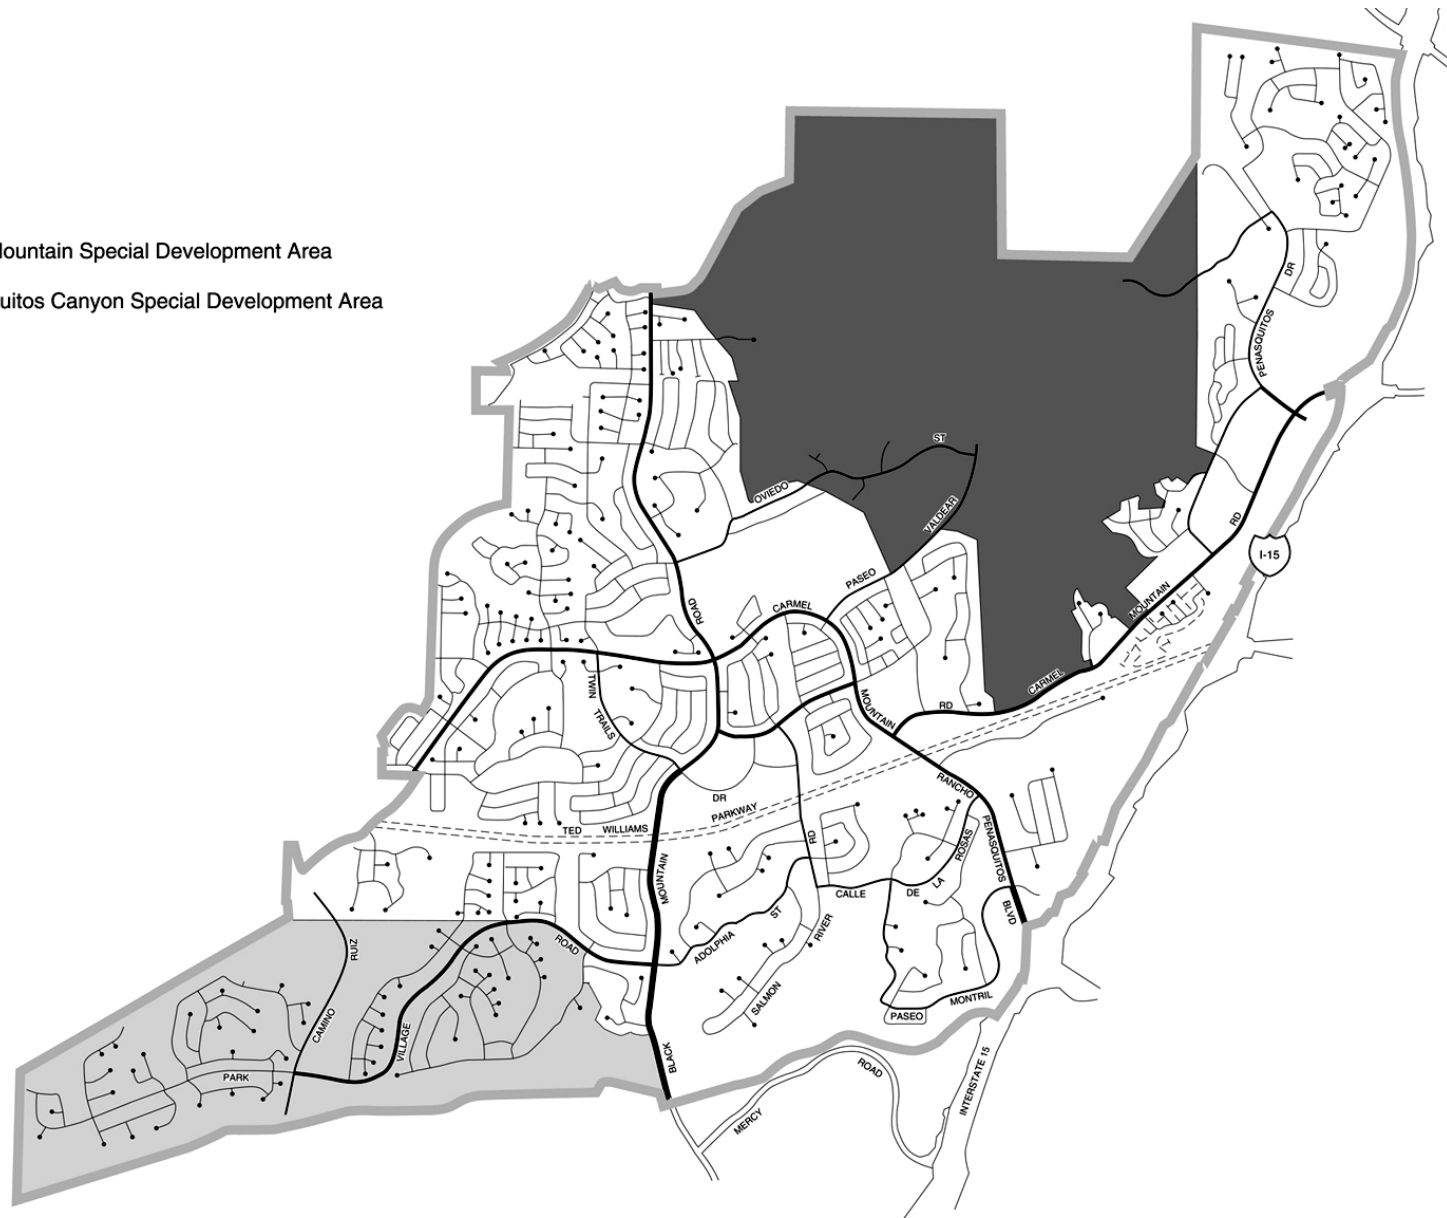 Mountain Special Development Area
uitos Canyon Special Development Area
DR
PENASQUITOS
ST
OVIEDO
VALDEAR
RD
I-15
PASEO
MOUNTAIN
CARMEL
ROAD
CARMEL
TWIN
TRAILS
MOUNTAIN
RD
RANCHO
DR
PARKWAY
TED WILLIAMS
RD
PENASQUITOS
ROSAS
MOUNTAIN
CALLE
DE
LA
BLVD
ST
RIVER
ADOLPHIA
ROAD
RUIZ
SALMON
MONTRIL
PASEO
CAMINO
VILLAGE
BLACK
ROAD
PARK
INTERSTATE 15
MERCY